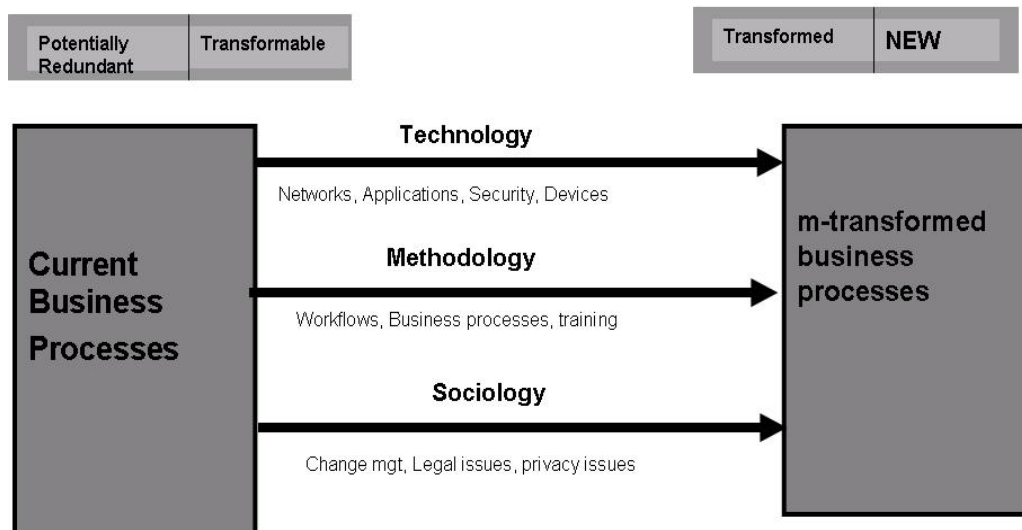 Potentially
Redundant
Transformable
Transformed
NEW
Technology
Networks, Applications, Security, Devices
Current
Business
Processes
Methodology
Workflows, Business processes, training
Sociology
Change mgt, Legal issues, privacy issues
m-transformed
business
processes